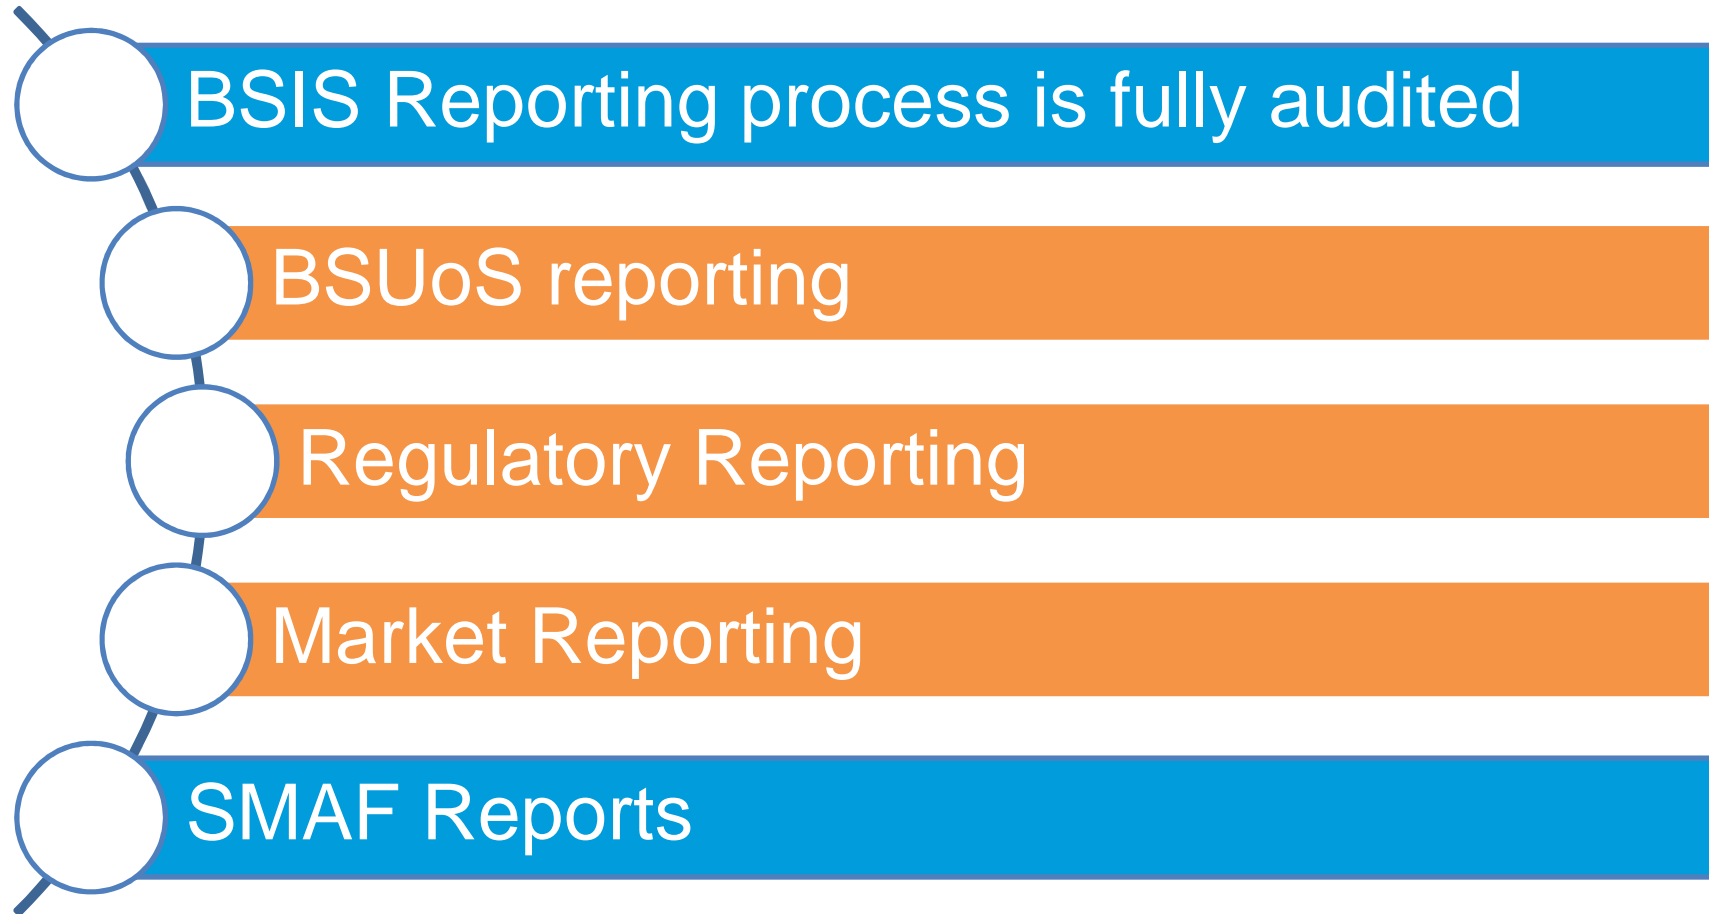 BSIS Reporting process is fully audited
BSUoS reporting
Regulatory Reporting
Market Reporting
SMAF Reports